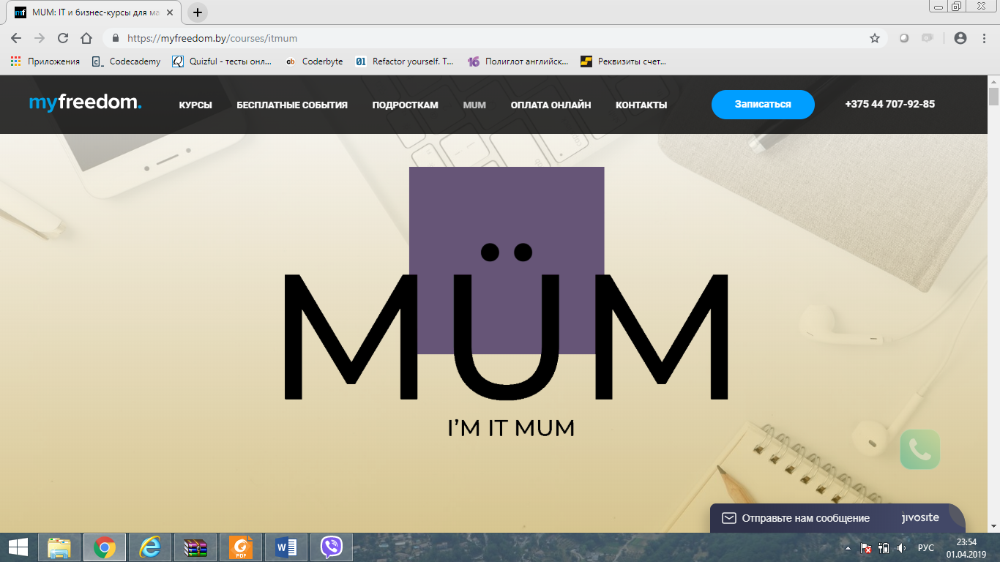 MUM: IT и бизнес-курсы для ма
https://myfreedom.by/courses/itmum
Приложения Codecademy Quizful - тесты онл... Coderbyte Refactor yourself. T... Полиглот английск... Реквизиты счет...
myfreedom. КУРСЫ БЕСПЛАТНЫЕ СОБЫТИЯ ПОДРОСТКАМ MUM ОПЛАТА ОНЛАЙН КОНТАКТЫ Записаться +375 44 707-92-85
MÜM
I'M IT MUM
Отправьте нам сообщение jivosite
РУС
23:54
01.04.2019